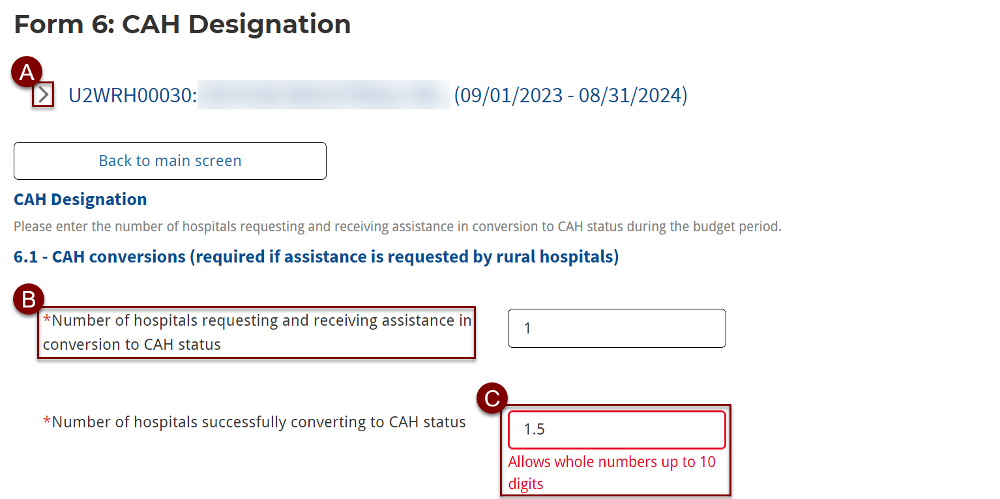 Form 6: CAH Designation
A
U2WRH00030: (09/01/2023 - 08/31/2024)
Back to main screen
CAH Designation
Please enter the number of hospitals requesting and receiving assistance in conversion to CAH status during the budget period.
6.1 - CAH conversions (required if assistance is requested by rural hospitals)
B
*Number of hospitals requesting and receiving assistance in
conversion to CAH status
1
C
*Number of hospitals successfully converting to CAH status
1.5
Allows whole numbers up to 10
digits